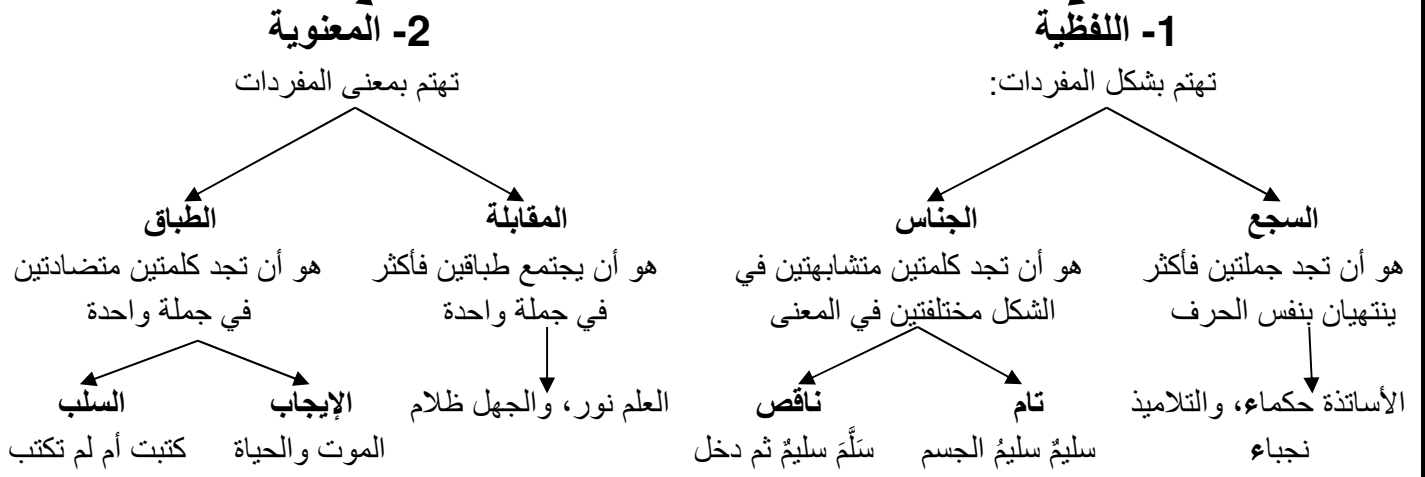 1- اللفظية
2- المعنوية
تهتم بشكل المفردات:
تهتم بمعنى المفردات
السجع
الجناس
المقابلة
الطباق
هو أن تجد جملتين فأكثر
ينتهيان بنفس الحرف
هو أن تجد كلمتين متشابهتين في
الشكل مختلفتين في المعنى
هو أن يجتمع طباقين فأكثر
في جملة واحدة
هو أن تجد كلمتين متضادتين
في جملة واحدة
الأساتذة حكماء، والتلاميذ
نجباء
تام
سليمٌ سليمُ الجسم
ناقص
سَلَّمَ سليمٌ ثم دخل
العلم نور، والجهل ظلام
الإيجاب
الموت والحياة
السلب
كتبت أم لم تكتب